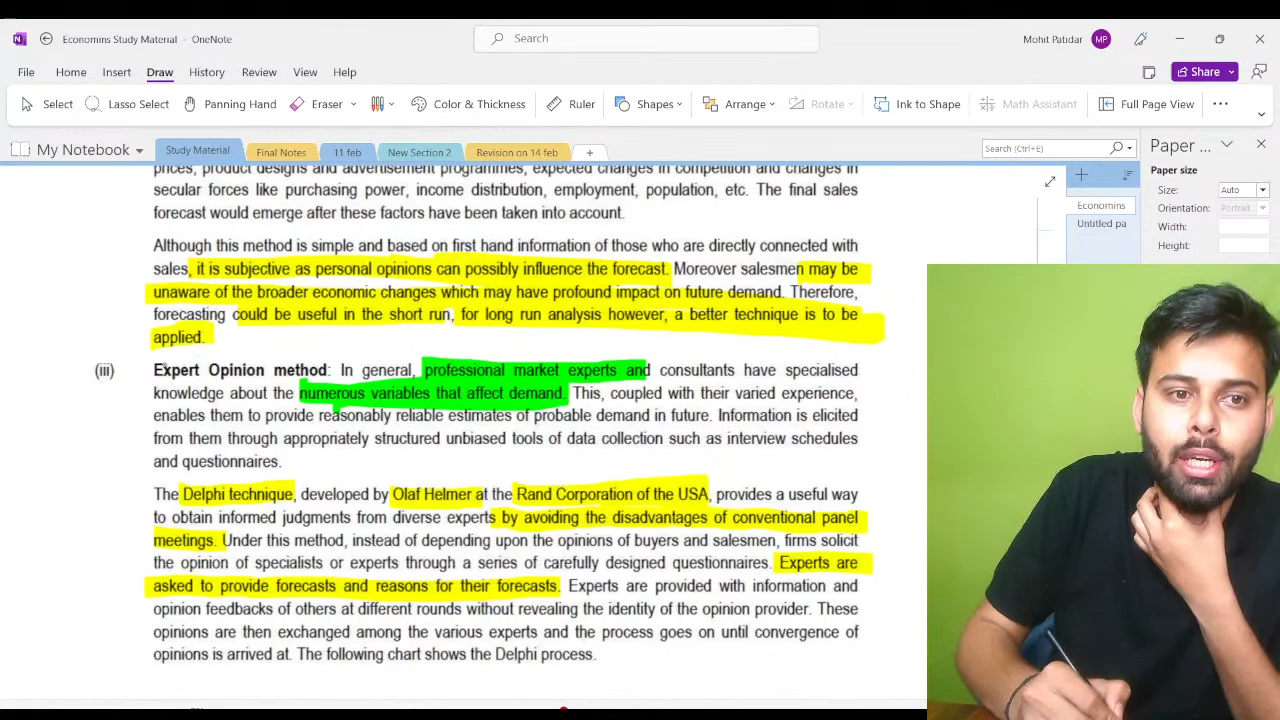 Economins Study Material - OneNote
Search
Mohit Patidar MP
File Home Insert Draw History Review View Help
Share
Select Lasso Select Panning Hand Eraser Color & Thickness Ruler Shapes Arrange Rotate Ink to Shape Math Assistant Full Page View
My Notebook Study Material Final Notes 11 feb New Section 2 Revision on 14 feb + Search (Ctrl+E)
Paper ...
Paper size
Size: Auto
Orientation: Portrait
Width:
Height:
Economins
Untitled pa
prices, product designs and advertisement programmes, expected changes in competition and changes in
secular forces like purchasing power, income distribution, employment, population, etc. The final sales
forecast would emerge after these factors have been taken into account.
Although this method is simple and based on first hand information of those who are directly connected with
sales, it is subjective as personal opinions can possibly influence the forecast. Moreover salesmen may be
unaware of the broader economic changes which may have profound impact on future demand. Therefore,
forecasting could be useful in the short run, for long run analysis however, a better technique is to be
applied.
(iii) Expert Opinion method: In general, professional market experts and consultants have specialised
knowledge about the numerous variables that affect demand. This, coupled with their varied experience,
enables them to provide reasonably reliable estimates of probable demand in future. Information is elicited
from them through appropriately structured unbiased tools of data collection such as interview schedules
and questionnaires.
The Delphi technique, developed by Olaf Helmer at the Rand Corporation of the USA, provides a useful way
to obtain informed judgments from diverse experts by avoiding the disadvantages of conventional panel
meetings. Under this method, instead of depending upon the opinions of buyers and salesmen, firms solicit
the opinion of specialists or experts through a series of carefully designed questionnaires. Experts are
asked to provide forecasts and reasons for their forecasts. Experts are provided with information and
opinion feedbacks of others at different rounds without revealing the identity of the opinion provider. These
opinions are then exchanged among the various experts and the process goes on until convergence of
opinions is arrived at. The following chart shows the Delphi process.